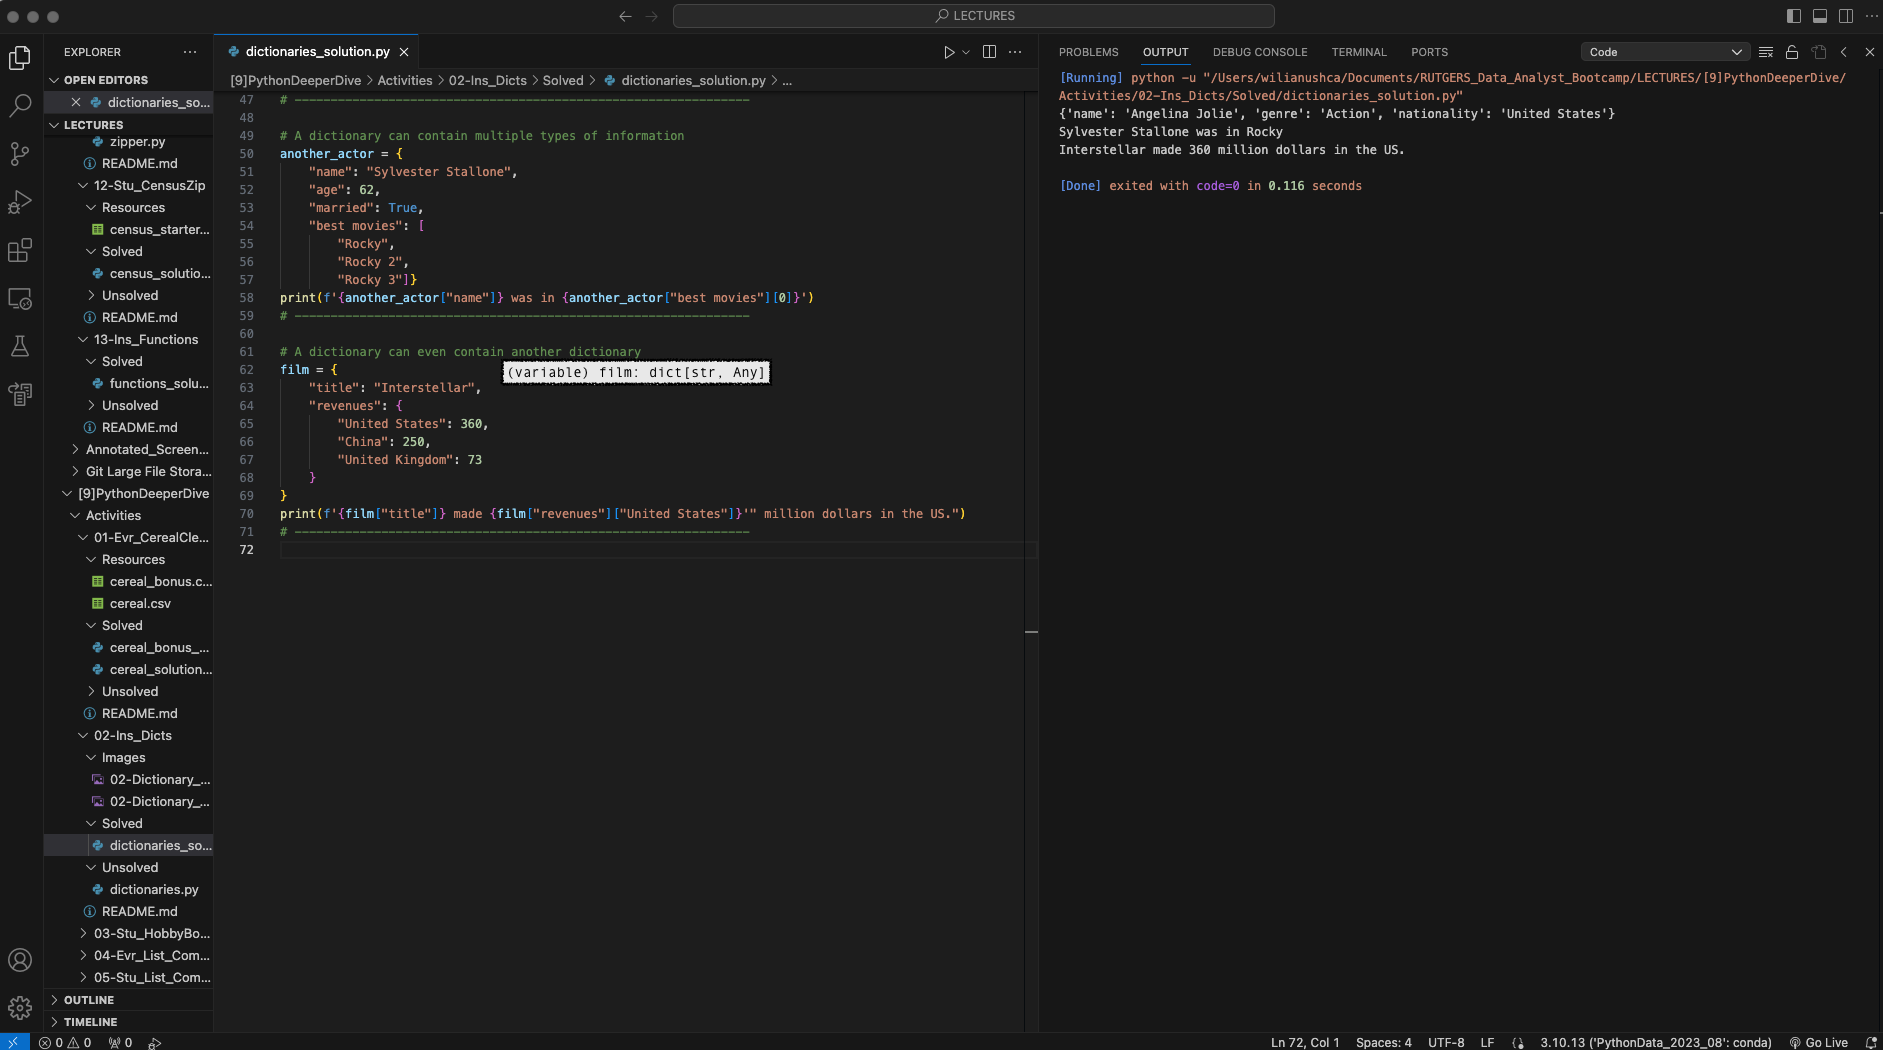 LECTURES
EXPLORER
OPEN EDITORS
dictionaries_so...
LECTURES
zipper.py
README.md
12-Stu_CensusZip
Resources
census_starter...
Solved
census_solutio...
Unsolved
README.md
13-Ins_Functions
Solved
functions_solu...
Unsolved
README.md
Annotated_Screen...
Git Large File Stora...
[9]PythonDeeperDive
Activities
01-Evr_CerealCle...
Resources
cereal_bonus.c...
cereal.csv
Solved
cereal_bonus_...
cereal_solution...
Unsolved
README.md
02-Ins_Dicts
Images
02-Dictionary_...
02-Dictionary_...
Solved
dictionaries_so...
Unsolved
dictionaries.py
README.md
03-Stu_HobbyBo...
04-Evr_List_Com...
05-Stu_List_Com...
OUTLINE
TIMELINE
dictionaries_solution.py
[9]PythonDeeperDive > Activities > 02-Ins_Dicts > Solved > dictionaries_solution.py > ...
47 # ---------------------------------------------------------------
48
49 # A dictionary can contain multiple types of information
50 another_actor = {
51     "name": "Sylvester Stallone",
52     "age": 62,
53     "married": True,
54     "best movies": [
55         "Rocky",
56         "Rocky 2",
57         "Rocky 3"]}
58 print(f'{another_actor["name"]} was in {another_actor["best movies"][0]}')
59 # ---------------------------------------------------------------
60
61 # A dictionary can even contain another dictionary
62 film = {
(variable) film: dict[str, Any]
63     "title": "Interstellar",
64     "revenues": {
65         "United States": 360,
66         "China": 250,
67         "United Kingdom": 73
68     }
69 }
70 print(f'{film["title"]} made {film["revenues"]["United States"]}'" million dollars in the US.")
71 # ---------------------------------------------------------------
72
PROBLEMS OUTPUT DEBUG CONSOLE TERMINAL PORTS
Code
[Running] python -u "/Users/wilianushca/Documents/RUTGERS_Data_Analyst_Bootcamp/LECTURES/[9]PythonDeeperDive/
Activities/02-Ins_Dicts/Solved/dictionaries_solution.py"
{'name': 'Angelina Jolie', 'genre': 'Action', 'nationality': 'United States'}
Sylvester Stallone was in Rocky
Interstellar made 360 million dollars in the US.
[Done] exited with code=0 in 0.116 seconds
0 0 0
Ln 72, Col 1 Spaces: 4 UTF-8 LF 3.10.13 ('PythonData_2023_08': conda) Go Live